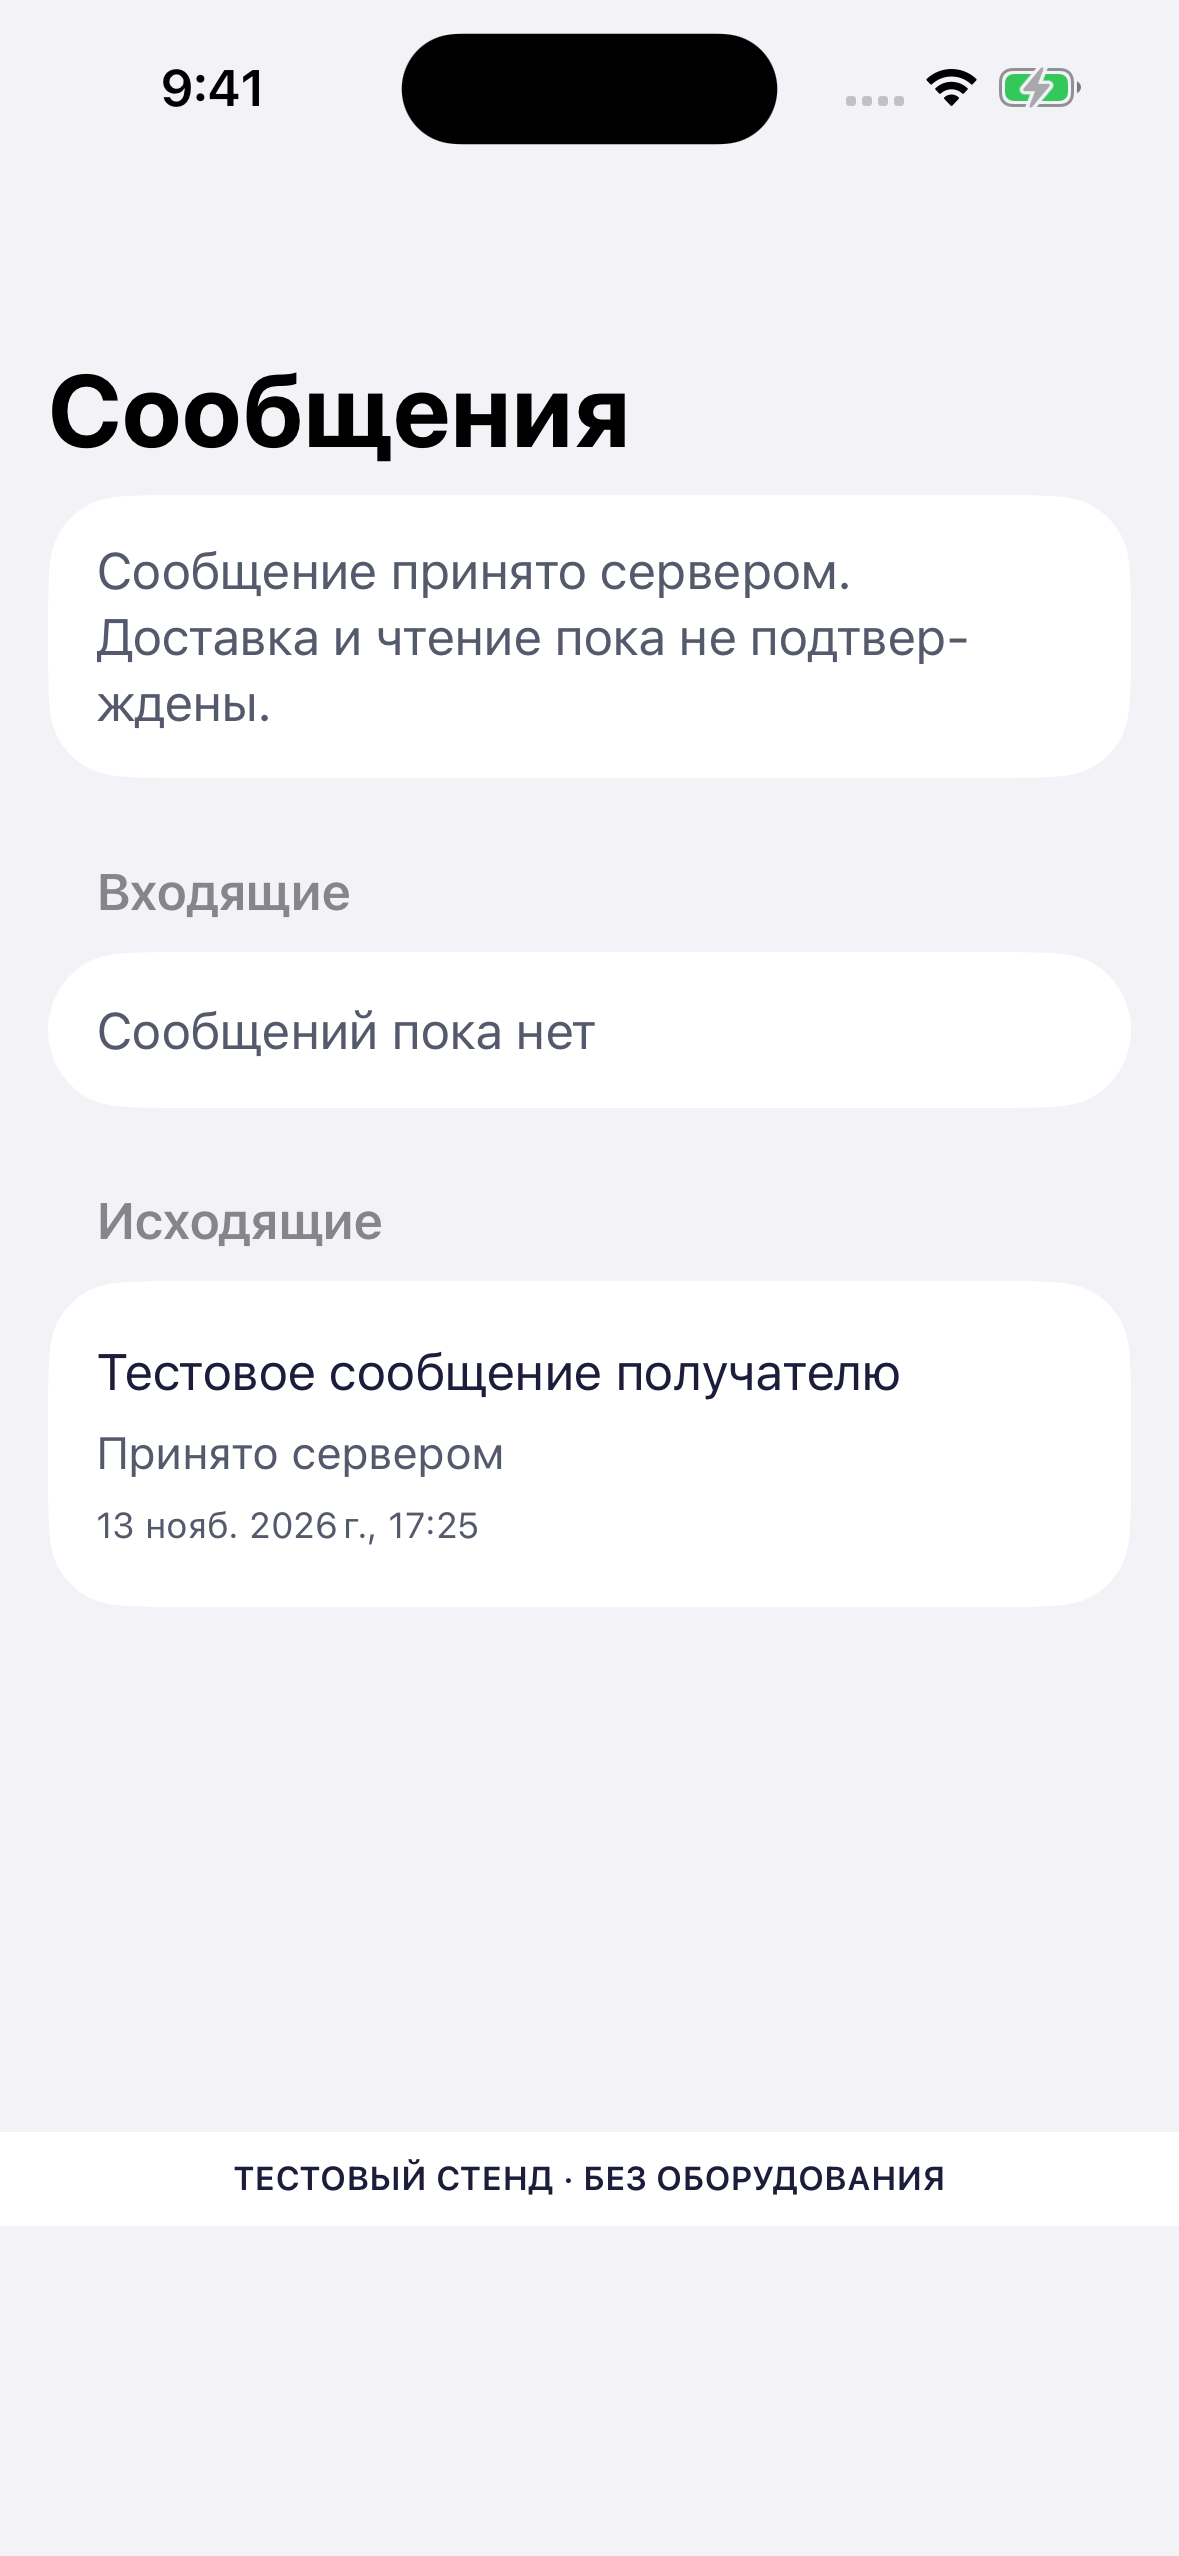 9:41
Сообщения
Сообщение принято сервером.
Доставка и чтение пока не подтвер-
ждены.
Входящие
Сообщений пока нет
Исходящие
Тестовое сообщение получателю
Принято сервером
13 нояб. 2026 г., 17:25
ТЕСТОВЫЙ СТЕНД · БЕЗ ОБОРУДОВАНИЯ